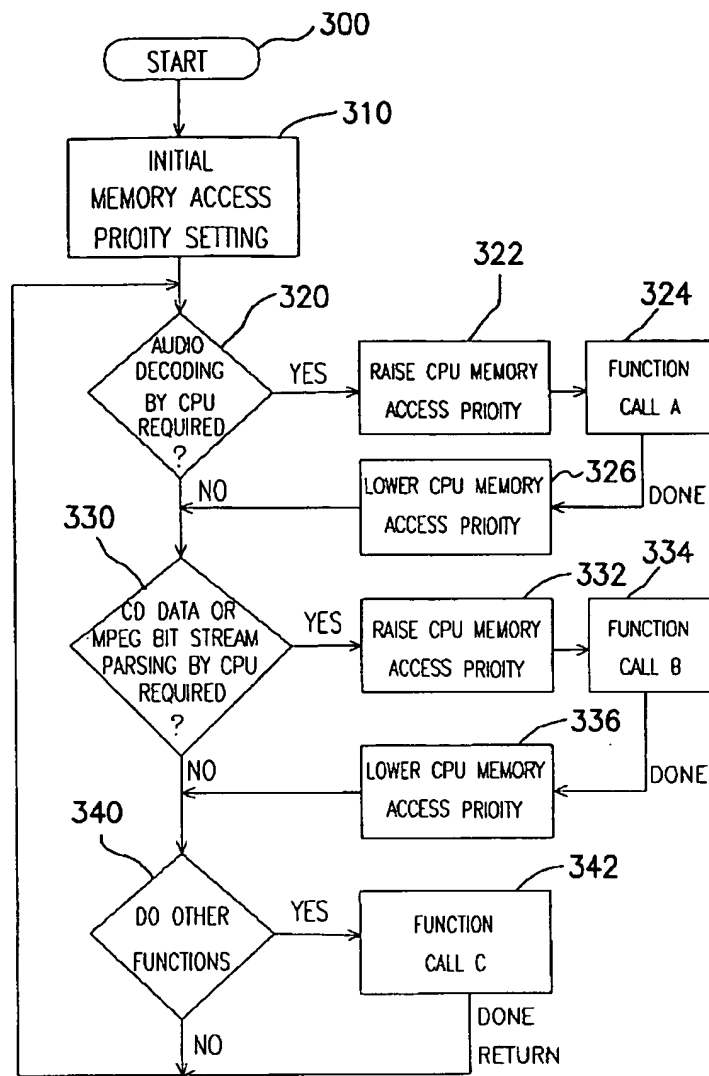 300
START
310
INITIAL
MEMORY ACCESS
PRIOITY SETTING
320
AUDIO
DECODING
BY CPU
REQUIRED
?
YES
322
RAISE CPU MEMORY
ACCESS PRIOITY
324
FUNCTION
CALL A
DONE
326
LOWER CPU MEMORY
ACCESS PRIOITY
NO
330
CD DATA OR
MPEG BIT STREAM
PARSING BY CPU
REQUIRED
?
YES
332
RAISE CPU MEMORY
ACCESS PRIOITY
334
FUNCTION
CALL B
DONE
336
LOWER CPU MEMORY
ACCESS PRIOITY
NO
340
DO OTHER
FUNCTIONS
YES
342
FUNCTION
CALL C
DONE
RETURN
NO